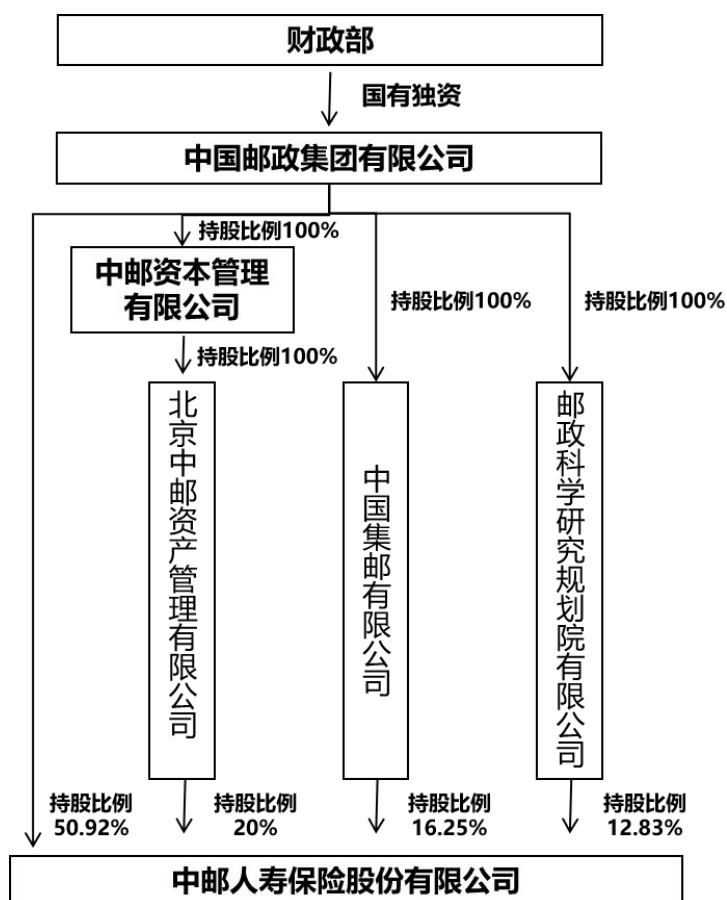 财政部
国有独资
中国邮政集团有限公司
持股比例100%
中邮资本管理
有限公司
持股比例100%
持股比例100%
持股比例100%
北京中邮资产管理有限公司
中国集邮有限公司
邮政科学研究规划院有限公司
持股比例
50.92%
持股比例
20%
持股比例
16.25%
持股比例
12.83%
中邮人寿保险股份有限公司